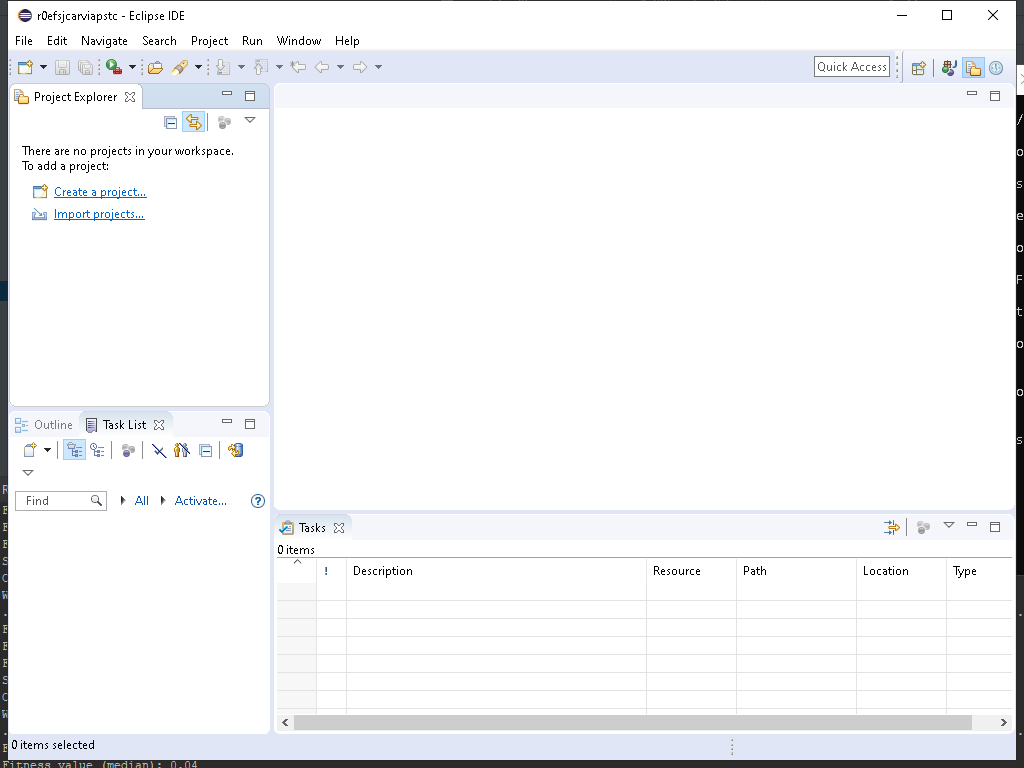 r0efsjcarviapstc - Eclipse IDE
File Edit Navigate Search Project Run Window Help
Quick Access
Project Explorer
There are no projects in your workspace.
To add a project:
Create a project...
Import projects...
Outline Task List
Find All Activate...
Tasks
0 items
! Description Resource Path Location Type
0 items selected
Fitness value (median): 0.04